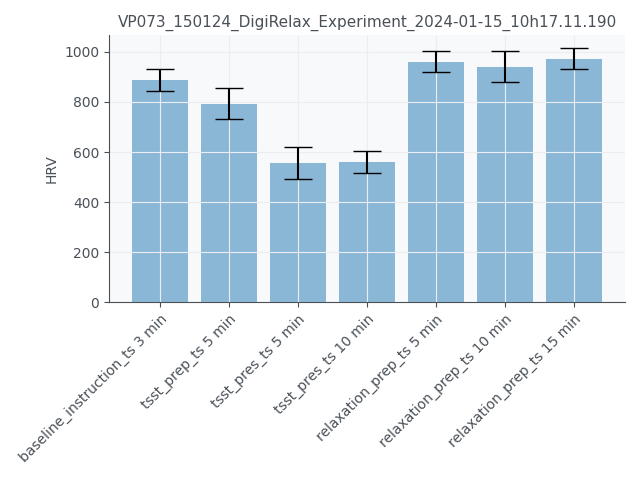 VP073_150124_DigiRelax_Experiment_2024-01-15_10h17.11.190
HRV
1000
800
600
400
200
0
baseline_instruction_ts 3 min
tsst_prep_ts 5 min
tsst_pres_ts 5 min
tsst_pres_ts 10 min
relaxation_prep_ts 5 min
relaxation_prep_ts 10 min
relaxation_prep_ts 15 min